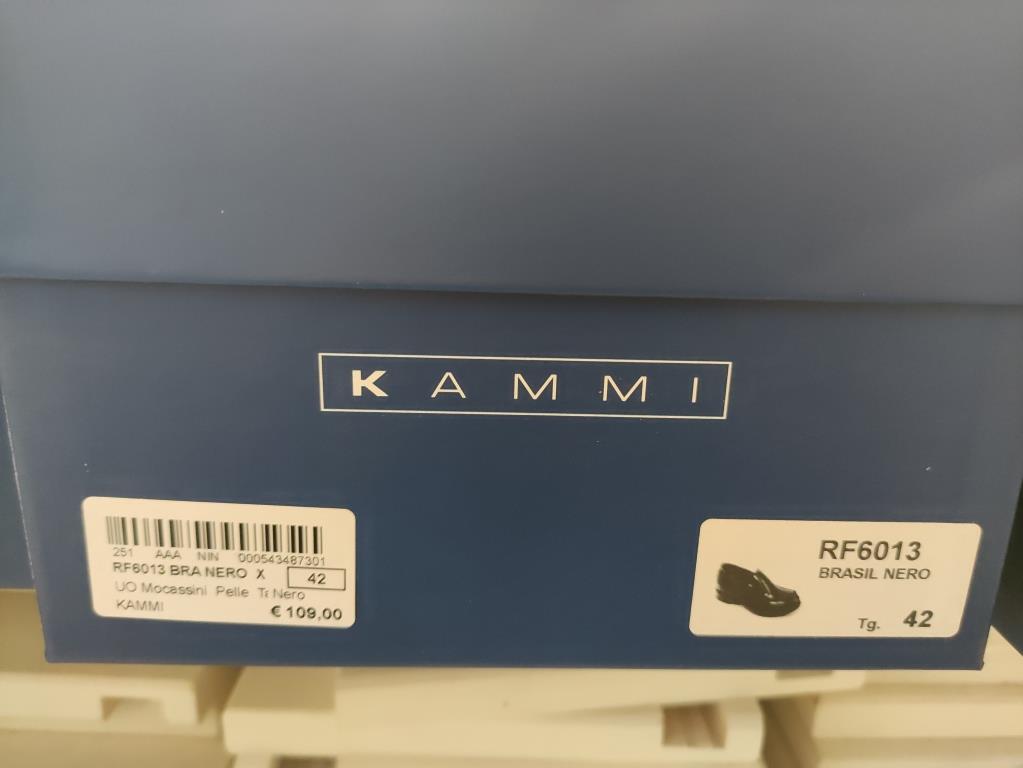 KAMMI
251 AAA NIN 000543487301
RF6013 BRA NERO X 42
UO Mocassini Pelle Ta Nero
KAMMI € 109,00
RF6013
BRASIL NERO
Tg. 42